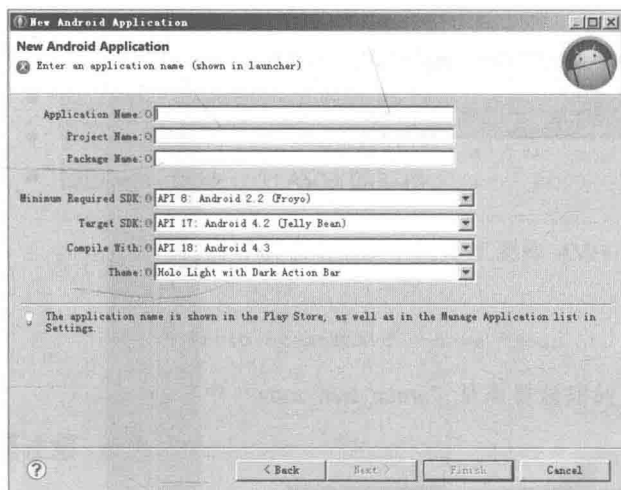 New Android Application
New Android Application
Enter an application name (shown in launcher)
Application Name:
Project Name:
Package Name:
Minimum Required SDK: API 8: Android 2.2 (Froyo)
Target SDK: API 17: Android 4.2 (Jelly Bean)
Compile With: API 18: Android 4.3
Theme: Holo Light with Dark Action Bar
The application name is shown in the Play Store, as well as in the Manage Application list in
Settings.
< Back
Next >
Finish
Cancel